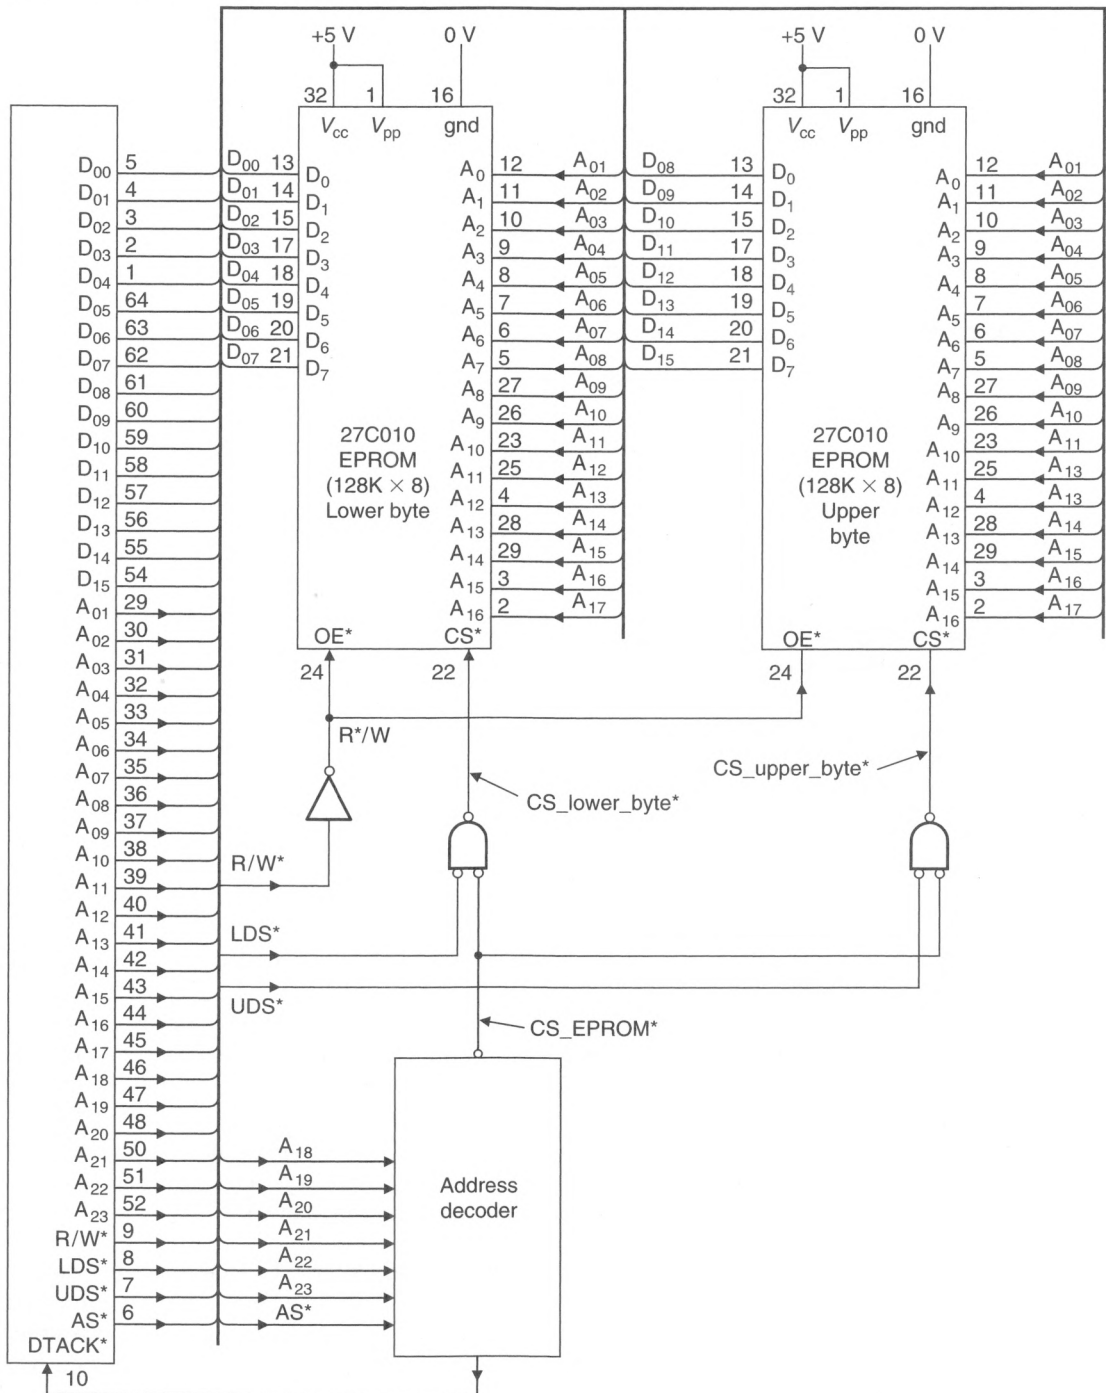 +5 V
0 V
+5 V
0 V
32
1
16
32
1
16
Vcc
Vpp
gnd
Vcc
Vpp
gnd
D00 5
D01 4
D02 3
D03 2
D04 1
D05 64
D06 63
D07 62
D08 61
D09 60
D10 59
D11 58
D12 57
D13 56
D14 55
D15 54
A01 29
A02 30
A03 31
A04 32
A05 33
A06 34
A07 35
A08 36
A09 37
A10 38
A11 39
A12 40
A13 41
A14 42
A15 43
A16 44
A17 45
A18 46
A19 47
A20 48
A21 50
A22 51
A23 52
R/W* 9
LDS* 8
UDS* 7
AS* 6
DTACK*
10
D00 13 D0
D01 14 D1
D02 15 D2
D03 17 D3
D04 18 D4
D05 19 D5
D06 20 D6
D07 21 D7
27C010
EPROM
(128K × 8)
Lower byte
A0 12 A01
A1 11 A02
A2 10 A03
A3 9 A04
A4 8 A05
A5 7 A06
A6 6 A07
A7 5 A08
A8 27 A09
A9 26 A10
A10 23 A11
A11 25 A12
A12 4 A13
A13 28 A14
A14 29 A15
A15 3 A16
A16 2 A17
OE*
CS*
24
22
D08 13 D0
D09 14 D1
D10 15 D2
D11 17 D3
D12 18 D4
D13 19 D5
D14 20 D6
D15 21 D7
27C010
EPROM
(128K × 8)
Upper
byte
A0 12 A01
A1 11 A02
A2 10 A03
A3 9 A04
A4 8 A05
A5 7 A06
A6 6 A07
A7 5 A08
A8 27 A09
A9 26 A10
A10 23 A11
A11 25 A13
A12 4 A13
A13 28 A14
A14 29 A15
A15 3 A16
A16 2 A17
OE*
CS*
24
22
R*/W
CS_upper_byte*
CS_lower_byte*
R/W*
LDS*
UDS*
CS_EPROM*
A18
A19
A20
A21
A22
A23
AS*
Address
decoder